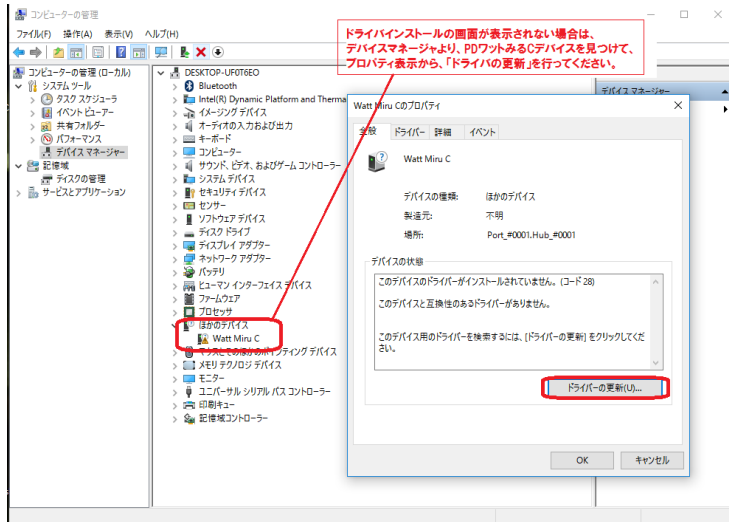 コンピューターの管理
ファイル(F) 操作(A) 表示(V) ヘルプ(H)
ドライバインストールの画面が表示されない場合は、
デバイスマネージャより、PDワットみるCデバイスを見つけて、
プロパティ表示から、「ドライバの更新」を行ってください。
コンピューターの管理 (ローカル)
システム ツール
タスク スケジューラ
イベント ビューアー
共有フォルダー
パフォーマンス
デバイス マネージャー
記憶域
ディスクの管理
サービスとアプリケーション
DESKTOP-UF0T6EO
Bluetooth
Intel(R) Dynamic Platform and Therma
イメージング デバイス
オーディオの入力および出力
キーボード
コンピューター
サウンド、ビデオ、およびゲーム コントローラー
システム デバイス
セキュリティ デバイス
センサー
ソフトウェア デバイス
ディスク ドライブ
ディスプレイ アダプター
ネットワーク アダプター
バッテリ
ヒューマン インターフェイス デバイス
ファームウェア
プロセッサ
ほかのデバイス
Watt Miru C
マウスとそのほかのポインティング デバイス
メモリ テクノロジ デバイス
モニター
ユニバーサル シリアル バス コントローラー
印刷キュー
記憶域コントローラー
デバイス マネージャー
Watt Miru Cのプロパティ
全般 ドライバー 詳細 イベント
Watt Miru C
デバイスの種類: ほかのデバイス
製造元: 不明
場所: Port_#0001.Hub_#0001
デバイスの状態
このデバイスのドライバーがインストールされていません。 (コード 28)
このデバイスと互換性のあるドライバーがありません。
このデバイス用のドライバーを検索するには、[ドライバーの更新] をクリックしてくだ
さい。
ドライバーの更新(U)...
OK キャンセル